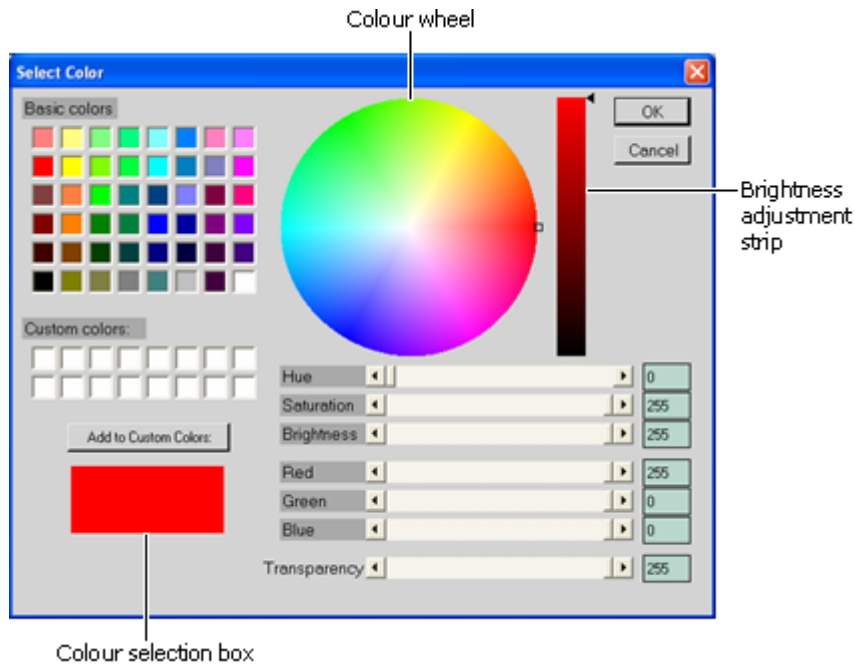 Colour wheel
Select Color
Basic colors
OK
Cancel
Brightness
adjustment
strip
Custom colors:
Add to Custom Colors:
Hue 0
Saturation 255
Brightness 255
Red 255
Green 0
Blue 0
Transparency 255
Colour selection box